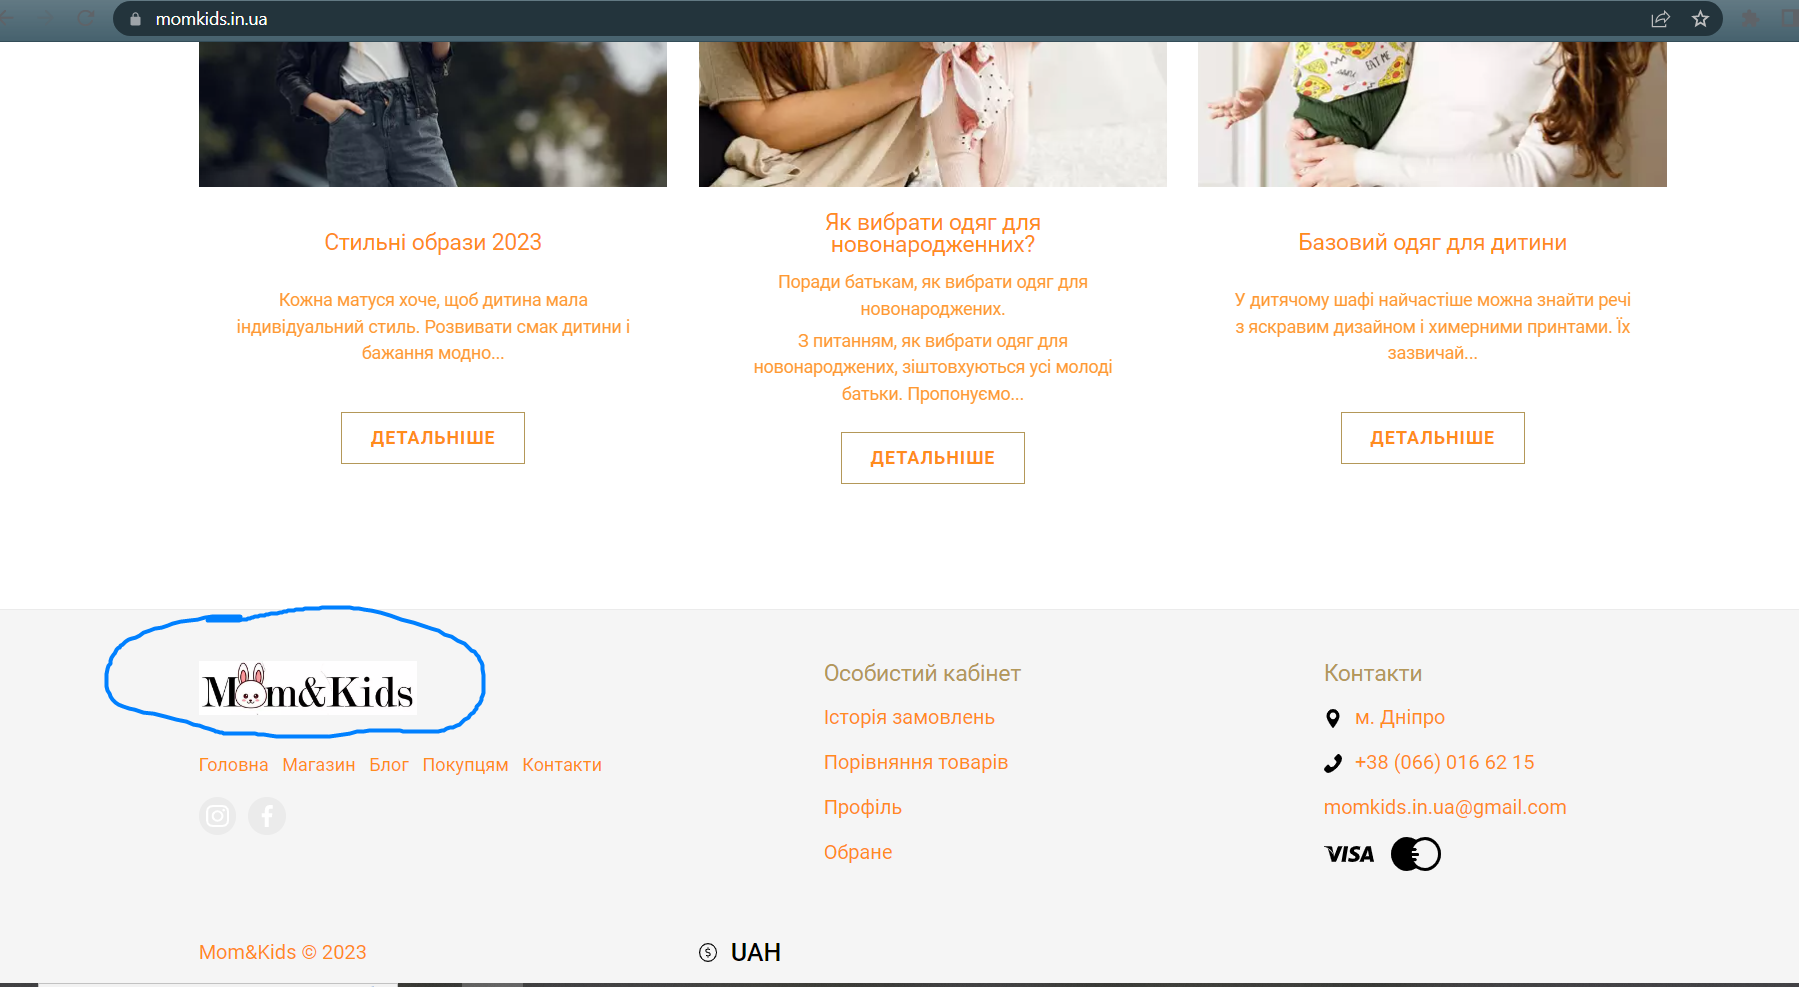 momkids.in.ua
EAT ME
Стильні образи 2023
Кожна матуся хоче, щоб дитина мала
індивідуальний стиль. Розвивати смак дитини і
бажання модно...
ДЕТАЛЬНІШЕ
Як вибрати одяг для
новонародженних?
Поради батькам, як вибрати одяг для
новонароджених.
З питанням, як вибрати одяг для
новонароджених, зіштовхуються усі молоді
батьки. Пропонуємо...
ДЕТАЛЬНІШЕ
Базовий одяг для дитини
У дитячому шафі найчастіше можна знайти речі
з яскравим дизайном і химерними принтами. Їх
зазвичай...
ДЕТАЛЬНІШЕ
Mom&Kids
Головна Магазин Блог Покупцям Контакти
Особистий кабінет
Історія замовлень
Порівняння товарів
Профіль
Обране
Контакти
м. Дніпро
+38 (066) 016 62 15
momkids.in.ua@gmail.com
VISA
Mom&Kids © 2023
UAH